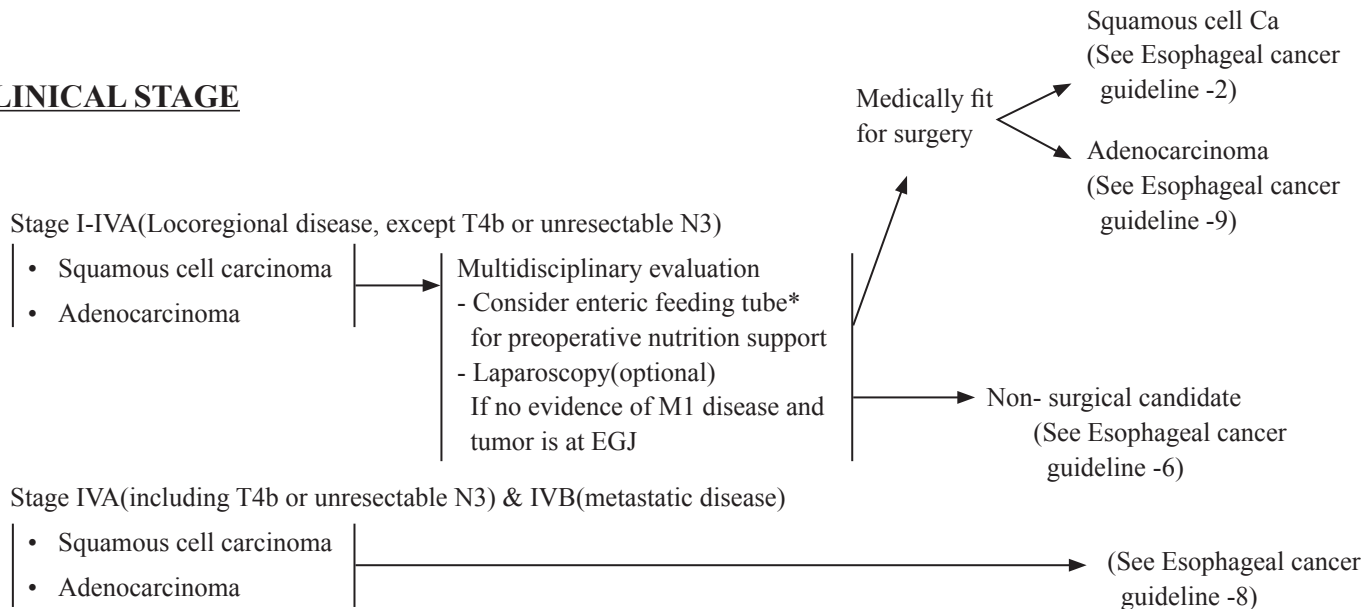 LINICAL STAGE
Squamous cell Ca
(See Esophageal cancer
guideline -2)
Medically fit
for surgery
Adenocarcinoma
(See Esophageal cancer
guideline -9)
Stage I-IVA(Locoregional disease, except T4b or unresectable N3)
• Squamous cell carcinoma
• Adenocarcinoma
Multidisciplinary evaluation
- Consider enteric feeding tube*
for preoperative nutrition support
- Laparoscopy(optional)
If no evidence of M1 disease and
tumor is at EGJ
Non- surgical candidate
(See Esophageal cancer
guideline -6)
Stage IVA(including T4b or unresectable N3) & IVB(metastatic disease)
• Squamous cell carcinoma
• Adenocarcinoma
(See Esophageal cancer
guideline -8)